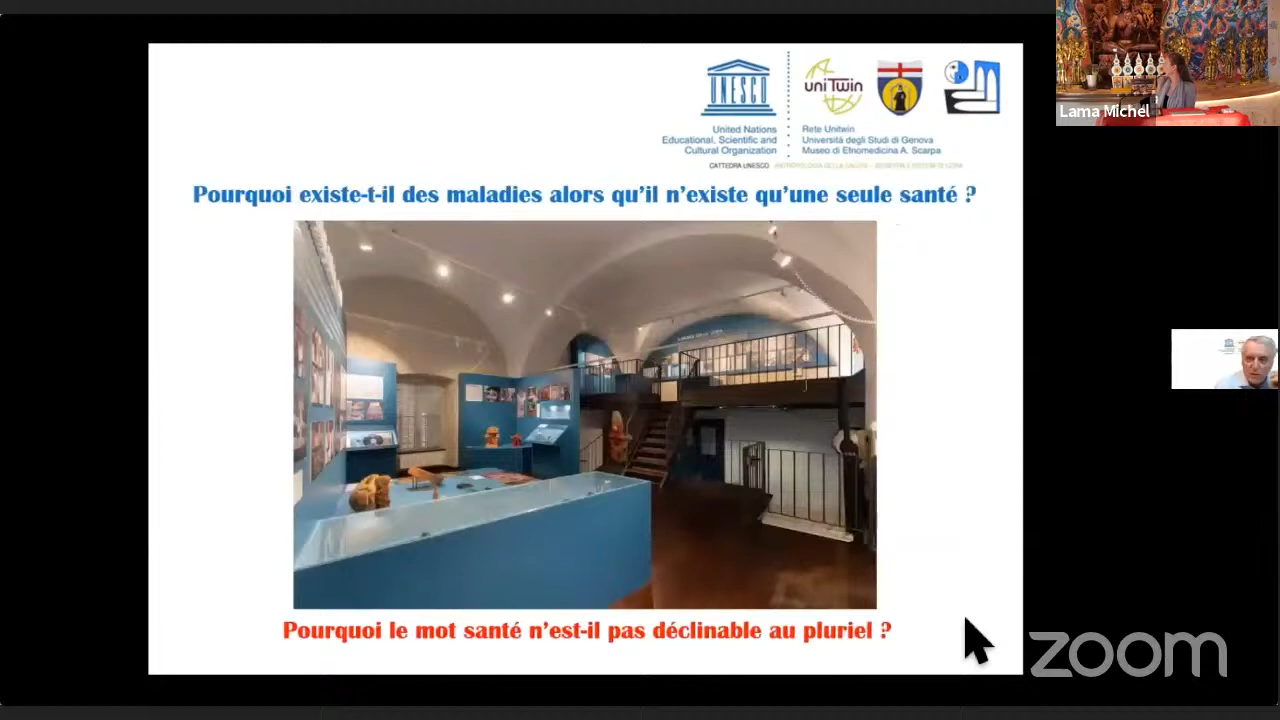 UNESCO
uniTwin
United Nations
Educational, Scientific and
Cultural Organization
Rete Unitwin
Università degli Studi di Genova
Museo di Etnomedicina A. Scarpa
CATTEDRA UNESCO
Pourquoi existe-t-il des maladies alors qu'il n'existe qu'une seule santé ?
Pourquoi le mot santé n'est-il pas déclinable au pluriel ?
Lama Michel
zoom